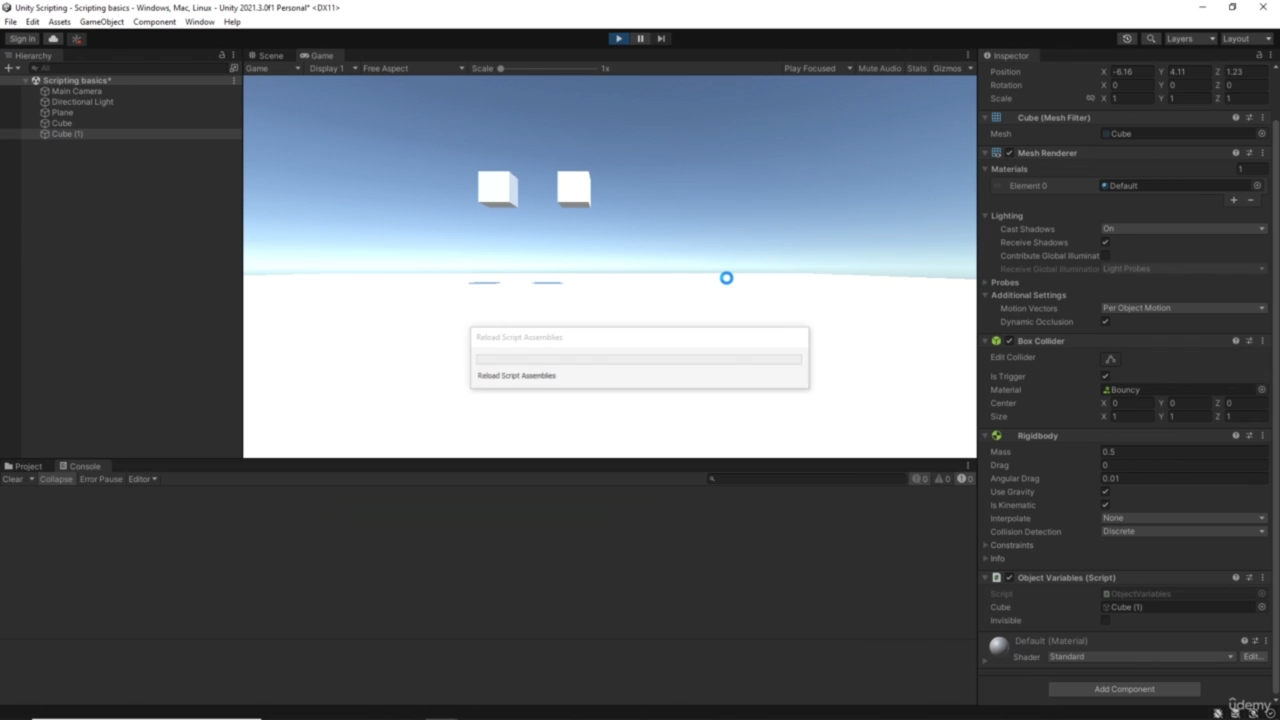 Unity Scripting - Scripting basics - Windows, Mac, Linux - Unity 2021.3.0f1 Personal* <DX11>
File Edit Assets GameObject Component Window Help
Sign in
Layers Layout
Hierarchy
Scene Game
Inspector
All
Game Display 1 Free Aspect Scale 1x Play Focused Mute Audio Stats Gizmos
Scripting basics*
Main Camera
Directional Light
Plane
Cube
Cube (1)
Position X -6.16 Y 4.11 Z 1.23
Rotation X 0 Y 0 Z 0
Scale X 1 Y 1 Z 1
Cube (Mesh Filter)
Mesh Cube
Mesh Renderer
Materials 1
Element 0 Default
Lighting
Cast Shadows On
Receive Shadows
Contribute Global Illuminat
Receive Global Illumination Light Probes
Probes
Additional Settings
Motion Vectors Per Object Motion
Dynamic Occlusion
Box Collider
Edit Collider
Is Trigger
Material Bouncy
Center X 0 Y 0 Z 0
Size X 1 Y 1 Z 1
Rigidbody
Mass 0.5
Drag 0
Angular Drag 0.01
Use Gravity
Is Kinematic
Interpolate None
Collision Detection Discrete
Constraints
Info
Object Variables (Script)
Script ObjectVariables
Cube Cube (1)
Invisible
Default (Material)
Shader Standard Edit...
Add Component
Reload Script Assemblies
Reload Script Assemblies
Project Console
Clear Collapse Error Pause Editor 0 0 0
udemy